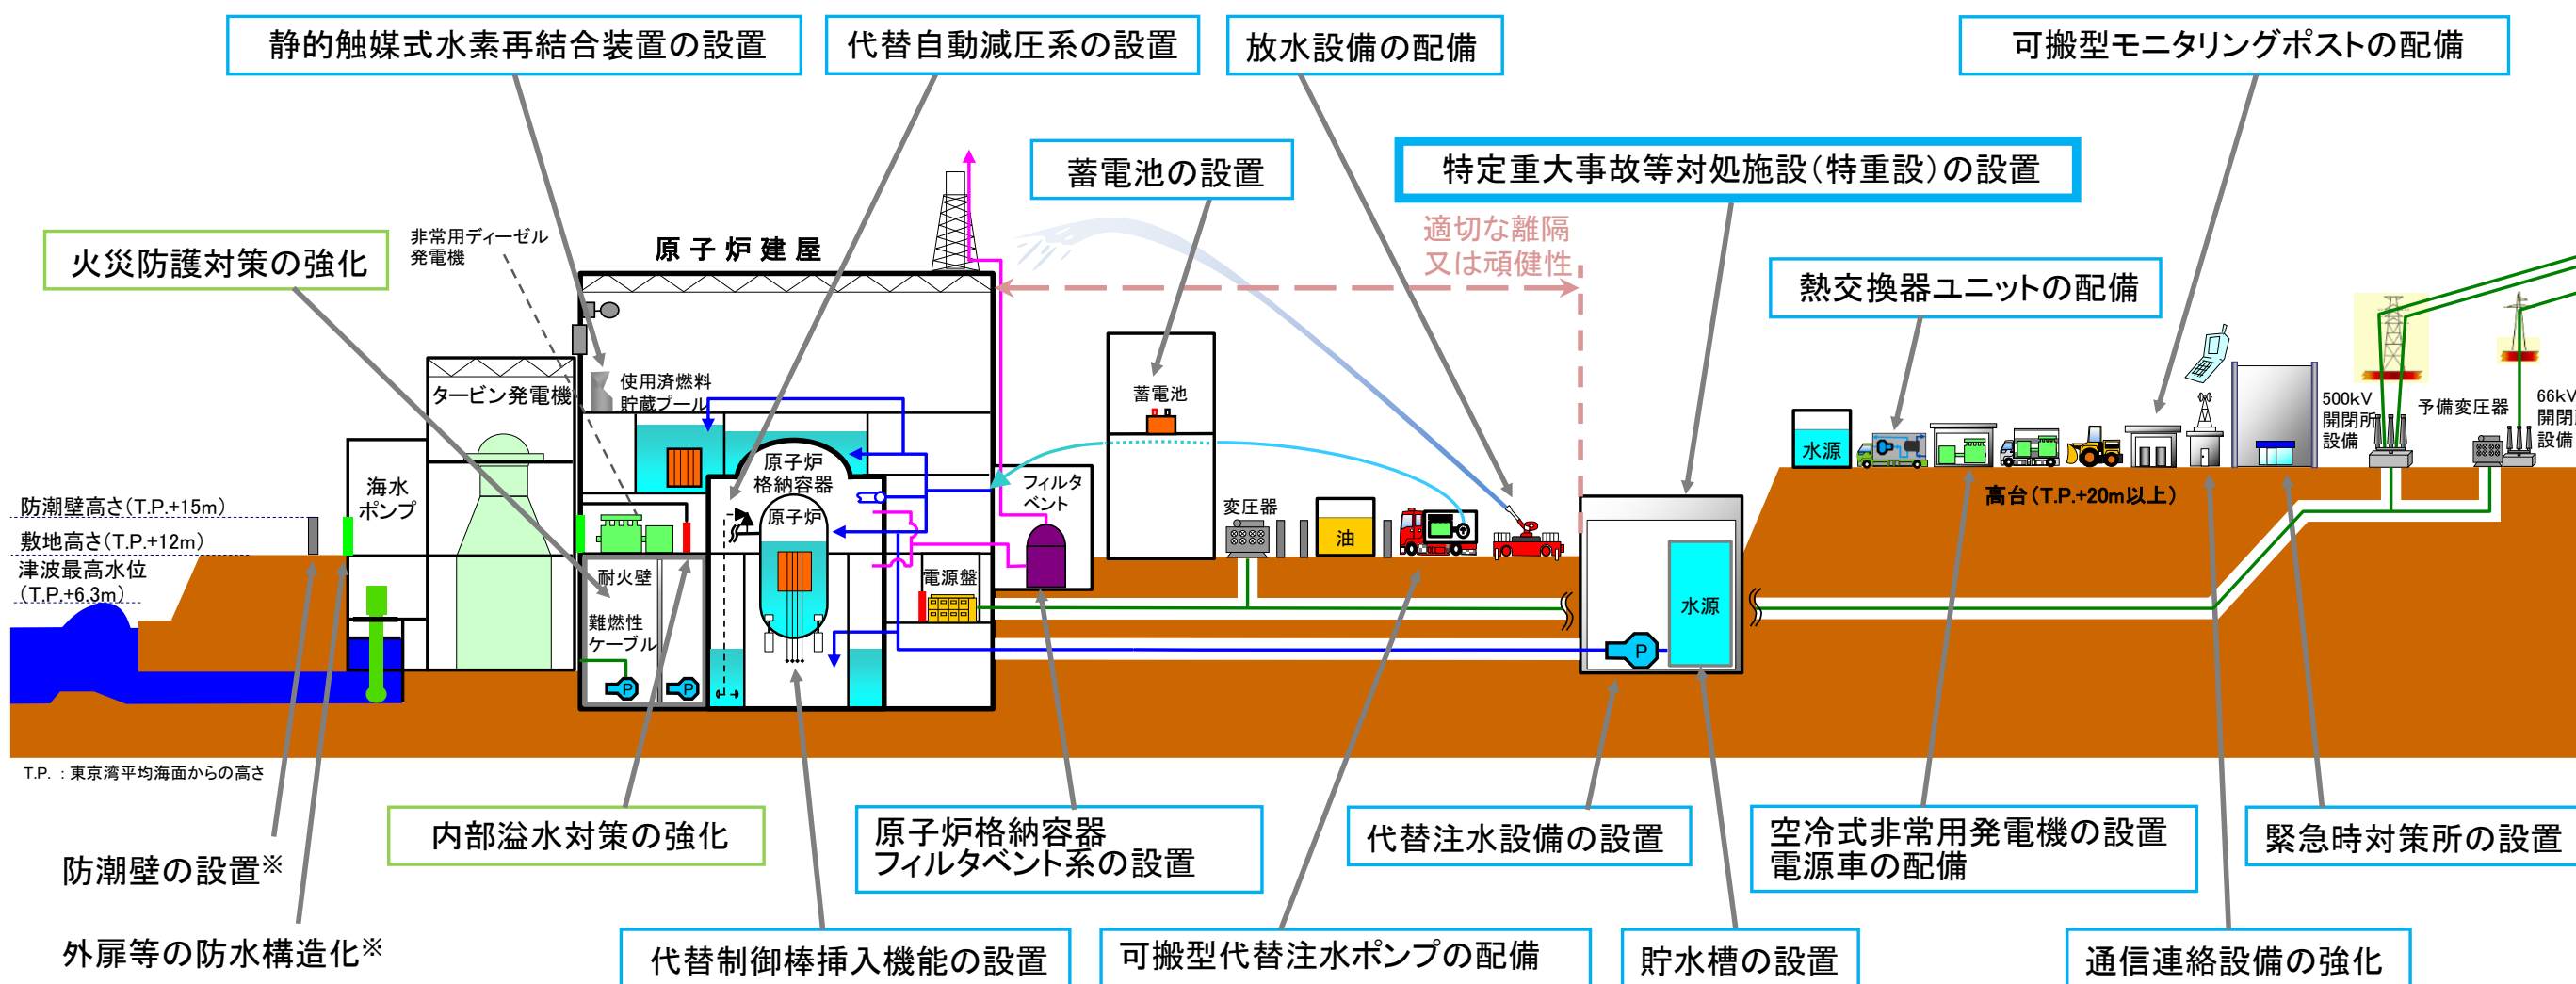 静的触媒式水素再結合装置の設置
代替自動減圧系の設置
放水設備の配備
可搬型モニタリングポストの配備
蓄電池の設置
特定重大事故等対処施設(特重設)の設置
適切な離隔
又は頑健性
火災防護対策の強化
非常用ディーゼル
発電機
原子炉建屋
熱交換器ユニットの配備
タービン発電機
使用済燃料
貯蔵プール
蓄電池
500kV
開閉所
設備
予備変圧器
66kV
設備
水源
海水
ポンプ
原子炉
格納容器
原子炉
フィルタ
ベント
変圧器
油
高台(T.P.+20m以上)
防潮壁高さ(T.P.+15m)
敷地高さ(T.P.+12m)
津波最高水位
(T.P.+6.3m)
耐火壁
難燃性
ケーブル
電源盤
水源
P
P
P
T.P. :東京湾平均海面からの高さ
内部溢水対策の強化
原子炉格納容器
フィルタベント系の設置
代替注水設備の設置
空冷式非常用発電機の設置
電源車の配備
緊急時対策所の設置
防潮壁の設置※
外扉等の防水構造化※
代替制御棒挿入機能の設置
可搬型代替注水ポンプの配備
貯水槽の設置
通信連絡設備の強化